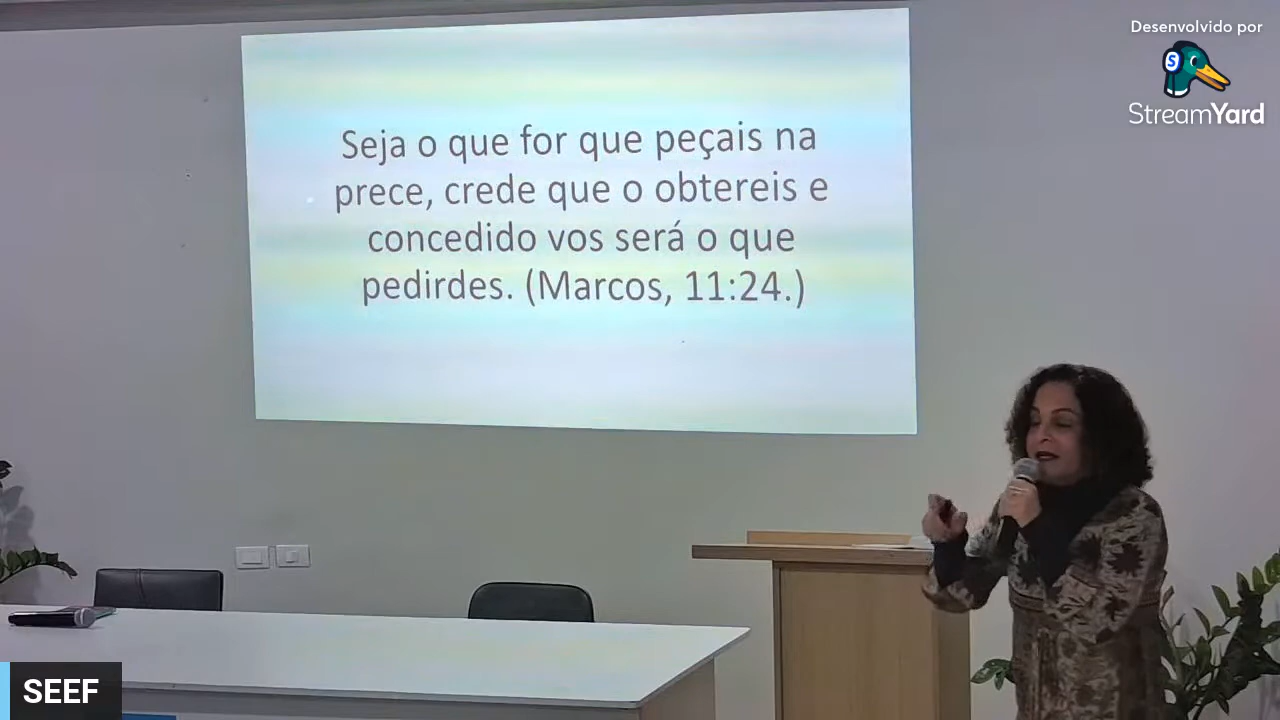 Desenvolvido por
StreamYard
Seja o que for que peçais na
prece, crede que o obtereis e
concedido vos será o que
pedirdes. (Marcos, 11:24.)
SEEF